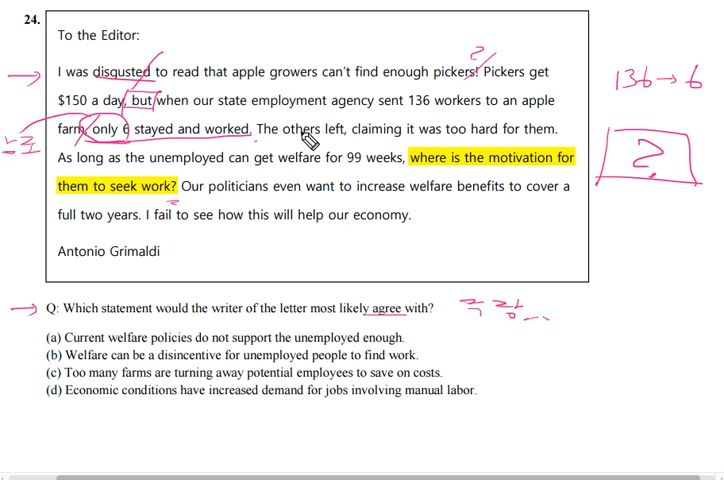 24.
To the Editor:
I was disgusted to read that apple growers can't find enough pickers! Pickers get
136 → 6
$150 a day, but when our state employment agency sent 136 workers to an apple
farm, only 6 stayed and worked. The others left, claiming it was too hard for them.
?
As long as the unemployed can get welfare for 99 weeks, where is the motivation for
them to seek work? Our politicians even want to increase welfare benefits to cover a
full two years. I fail to see how this will help our economy.
Antonio Grimaldi
Q: Which statement would the writer of the letter most likely agree with?
(a) Current welfare policies do not support the unemployed enough.
(b) Welfare can be a disincentive for unemployed people to find work.
(c) Too many farms are turning away potential employees to save on costs.
(d) Economic conditions have increased demand for jobs involving manual labor.